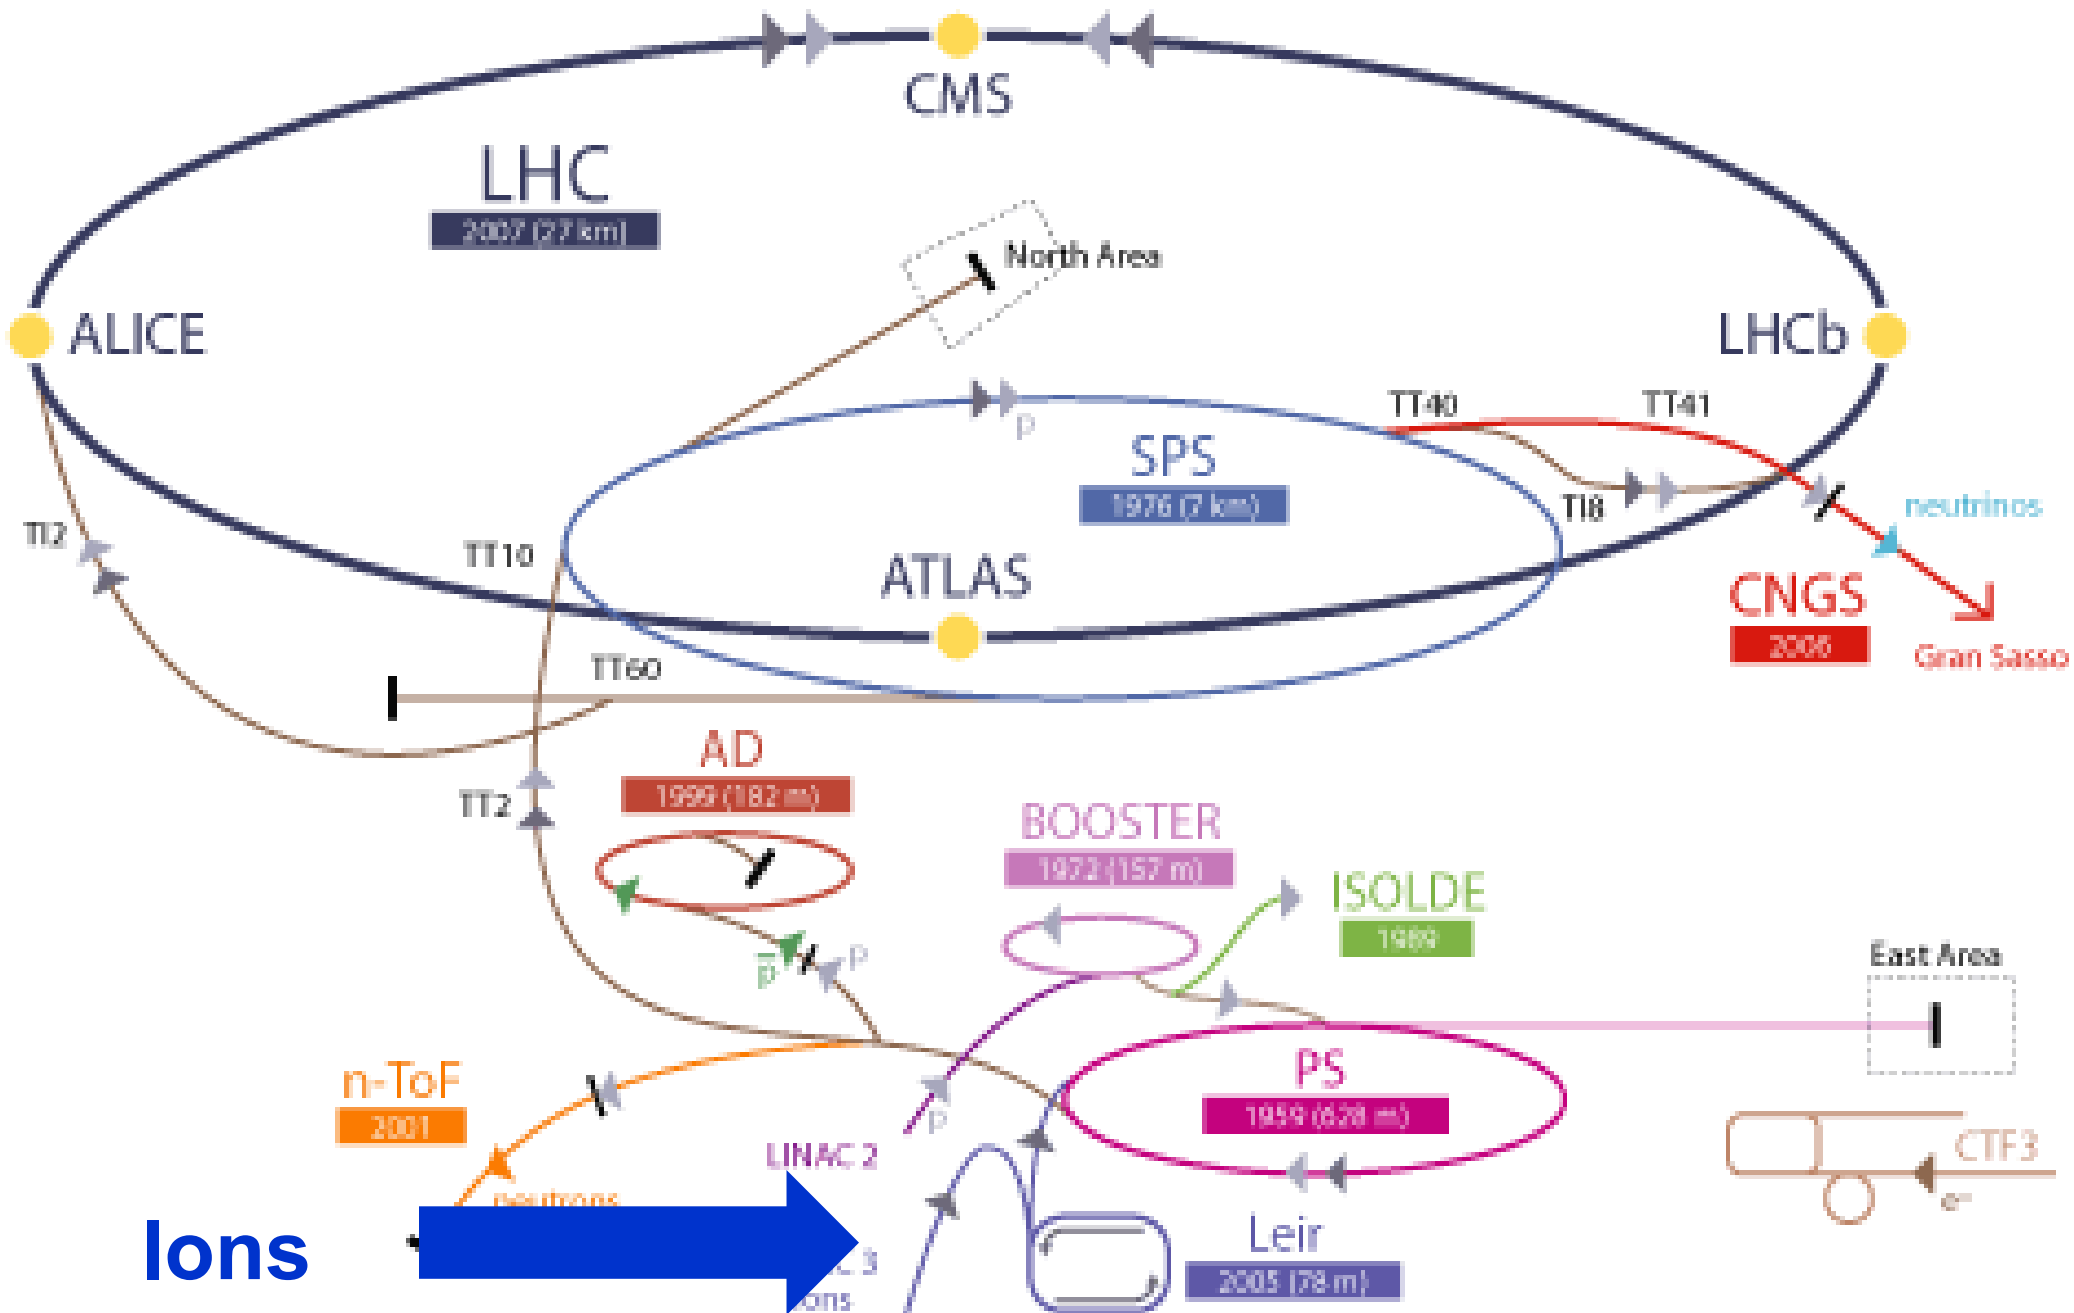 CMS
LHC
2007 (27 km)
North Area
ALICE
LHCb
TT40
TT41
p
SPS
1976 (7 km)
TI8
neutrinos
TI2
TT10
ATLAS
CNGS
2006
Gran Sasso
TT60
AD
1999 (182 m)
TT2
BOOSTER
1972 (157 m)
ISOLDE
1989
East Area
p
p
n-ToF
2001
PS
1959 (628 m)
p
LINAC 2
CTF3
e-
neutrons
Ions
C 3
ons
Leir
2005 (78 m)